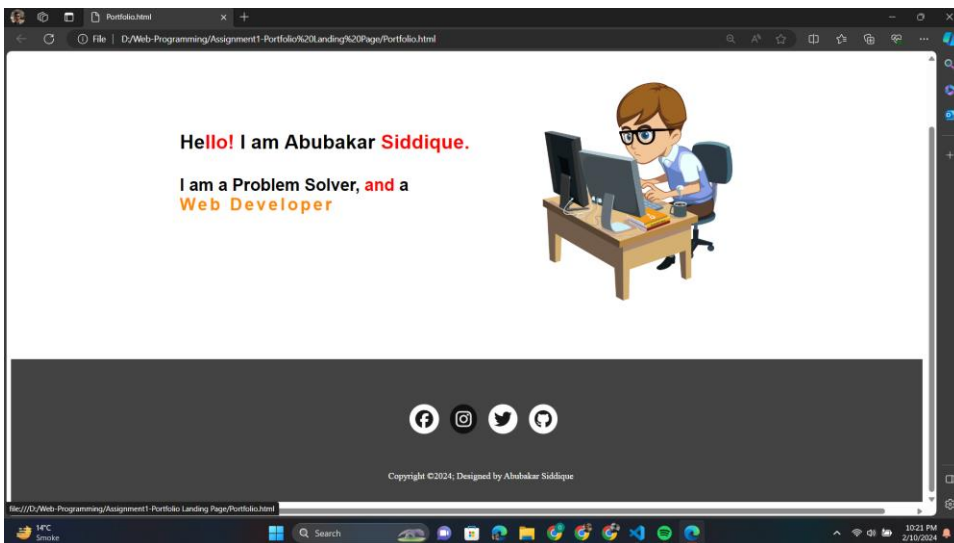 Portfolio.html
File | D:/Web-Programming/Assignment1-Portfolio%20Landing%20Page/Portfolio.html
Hello! I am Abubakar Siddique.
I am a Problem Solver, and a
Web Developer
Copyright ©2024; Designed by Abubakar Siddique
file:///D:/Web-Programming/Assignment1-Portfolio Landing Page/Portfolio.html
14°C
Smoke
Search
10:21 PM
2/10/2024